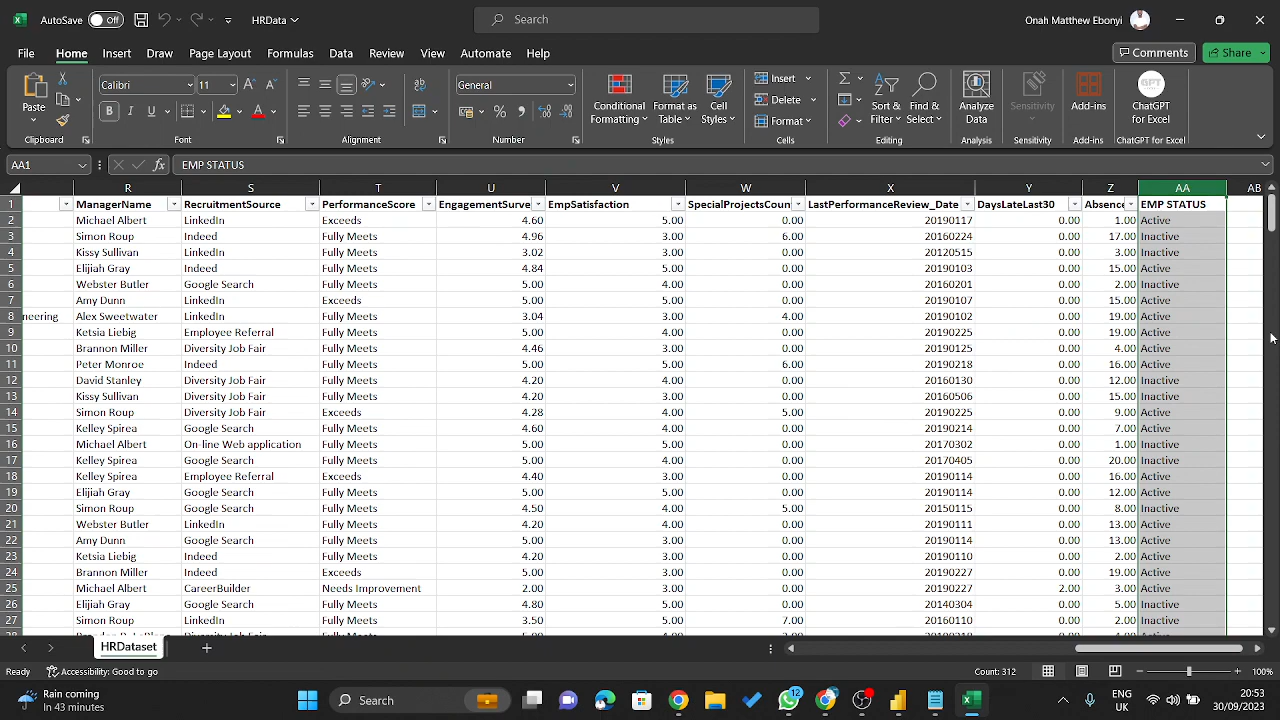 AutoSave Off HRData Search Onah Matthew Ebonyi
File Home Insert Draw Page Layout Formulas Data Review View Automate Help Comments Share
Paste Calibri 11 General Conditional Formatting Format as Table Cell Styles Insert Delete Format Sort & Filter Find & Select Analyze Data Sensitivity Add-ins ChatGPT for Excel
Clipboard Font Alignment Number Styles Cells Editing Analysis Sensitivity Add-ins ChatGPT for Excel
AA1 fx EMP STATUS
R S T U V W X Y Z AA AB
1 ManagerName RecruitmentSource PerformanceScore EngagementSurve EmpSatisfaction SpecialProjectsCoun LastPerformanceReview_Date DaysLateLast30 Absence EMP STATUS
2 Michael Albert LinkedIn Exceeds 4.60 5.00 0.00 20190117 0.00 1.00 Active
3 Simon Roup Indeed Fully Meets 4.96 3.00 6.00 20160224 0.00 17.00 Inactive
4 Kissy Sullivan LinkedIn Fully Meets 3.02 3.00 0.00 20120515 0.00 3.00 Inactive
5 Elijiah Gray Indeed Fully Meets 4.84 5.00 0.00 20190103 0.00 15.00 Active
6 Webster Butler Google Search Fully Meets 5.00 4.00 0.00 20160201 0.00 2.00 Inactive
7 Amy Dunn LinkedIn Exceeds 5.00 5.00 0.00 20190107 0.00 15.00 Active
8 neering Alex Sweetwater LinkedIn Fully Meets 3.04 3.00 4.00 20190102 0.00 19.00 Active
9 Ketsia Liebig Employee Referral Fully Meets 5.00 4.00 0.00 20190225 0.00 19.00 Active
10 Brannon Miller Diversity Job Fair Fully Meets 4.46 3.00 0.00 20190125 0.00 4.00 Active
11 Peter Monroe Indeed Fully Meets 5.00 5.00 6.00 20190218 0.00 16.00 Active
12 David Stanley Diversity Job Fair Fully Meets 4.20 4.00 0.00 20160130 0.00 12.00 Inactive
13 Kissy Sullivan Diversity Job Fair Fully Meets 4.20 3.00 0.00 20160506 0.00 15.00 Inactive
14 Simon Roup Diversity Job Fair Exceeds 4.28 4.00 5.00 20190225 0.00 9.00 Active
15 Kelley Spirea Google Search Fully Meets 4.60 4.00 0.00 20190214 0.00 7.00 Active
16 Michael Albert On-line Web application Fully Meets 5.00 5.00 0.00 20170302 0.00 1.00 Inactive
17 Kelley Spirea Google Search Fully Meets 5.00 4.00 0.00 20170405 0.00 20.00 Inactive
18 Kelley Spirea Employee Referral Exceeds 4.40 3.00 0.00 20190114 0.00 16.00 Active
19 Elijiah Gray Google Search Fully Meets 5.00 5.00 0.00 20190114 0.00 12.00 Active
20 Simon Roup Google Search Fully Meets 4.50 4.00 5.00 20150115 0.00 8.00 Inactive
21 Webster Butler LinkedIn Fully Meets 4.20 4.00 0.00 20190111 0.00 13.00 Active
22 Amy Dunn Google Search Fully Meets 5.00 3.00 0.00 20190114 0.00 13.00 Active
23 Ketsia Liebig Indeed Fully Meets 4.20 3.00 0.00 20190110 0.00 2.00 Active
24 Brannon Miller Indeed Exceeds 5.00 3.00 0.00 20190227 0.00 19.00 Active
25 Michael Albert CareerBuilder Needs Improvement 2.00 3.00 0.00 20190227 2.00 3.00 Active
26 Elijiah Gray Google Search Fully Meets 4.80 5.00 0.00 20140304 0.00 5.00 Inactive
27 Simon Roup LinkedIn Fully Meets 3.50 5.00 7.00 20160110 0.00 2.00 Inactive
HRDataset
Ready Accessibility: Good to go Count: 312 100%
Rain coming
In 43 minutes
Search 12 ENG
UK
20:53
30/09/2023